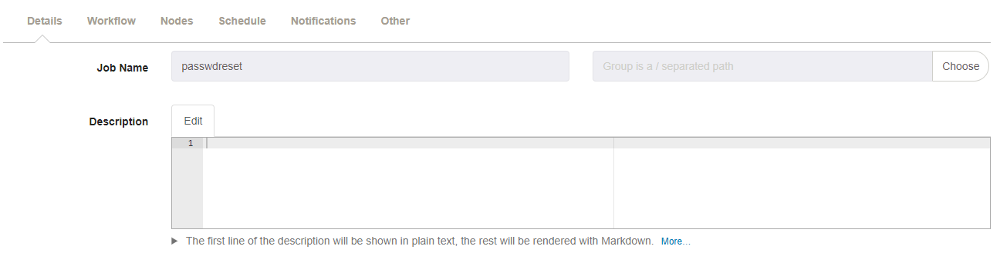 Details Workflow Nodes Schedule Notifications Other
Job Name passwdreset Group is a / separated path Choose
Description Edit
1
The first line of the description will be shown in plain text, the rest will be rendered with Markdown. More...